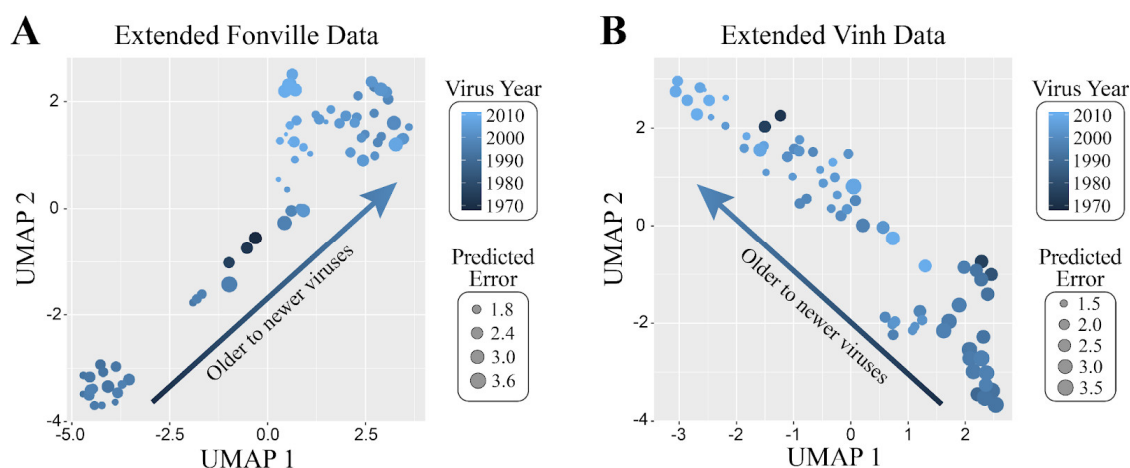 A
Extended Fonville Data
2
0
-2
-4
-5.0
-2.5
0.0
2.5
UMAP 1
UMAP 2
Older to newer viruses
Virus Year
2010
2000
1990
1980
1970
Predicted
Error
1.8
2.4
3.0
3.6
B
Extended Vinh Data
2
0
-2
-4
-3
-2
-1
0
1
2
UMAP 1
UMAP 2
Older to newer viruses
Virus Year
2010
2000
1990
1980
1970
Predicted
Error
1.5
2.0
2.5
3.0
3.5